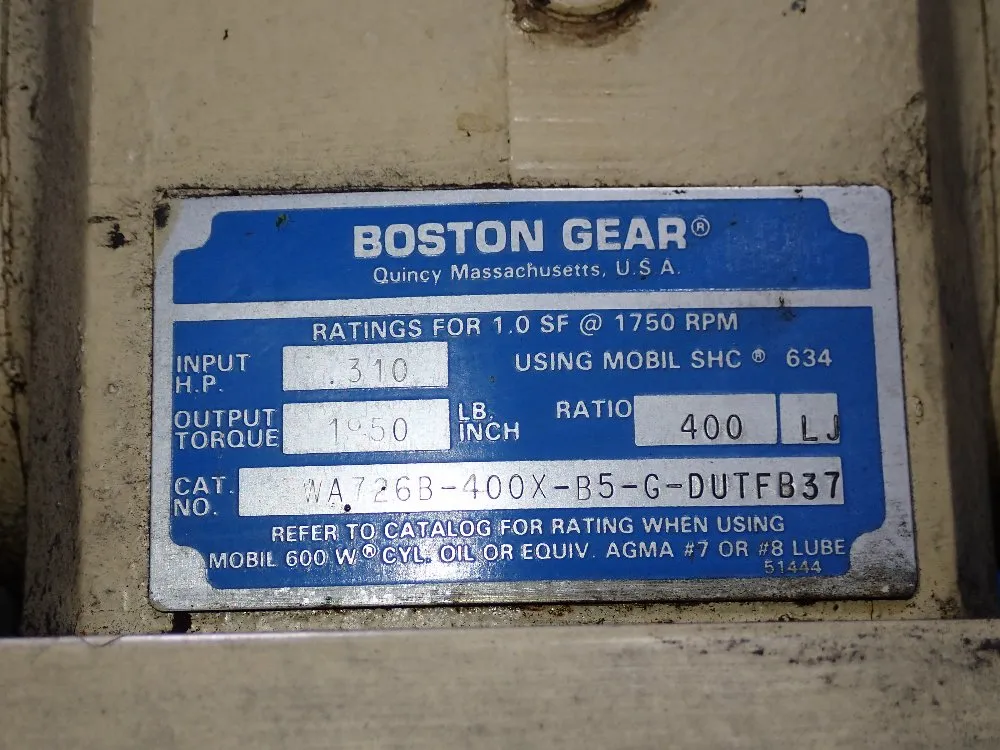 BOSTON GEAR®
Quincy Massachusetts, U.S A.
RATINGS FOR 1.0 SF @ 1750 RPM
INPUT H.P. .310 USING MOBIL SHC ® 634
OUTPUT TORQUE LB. INCH RATIO 400 LJ
CAT. NO. WA726B-400X-B5-G-DUTFB37
REFER TO CATALOG FOR RATING WHEN USING
MOBIL 600 W® CYL. OIL OR EQUIV. AGMA #7 OR #8 LUBE
51444